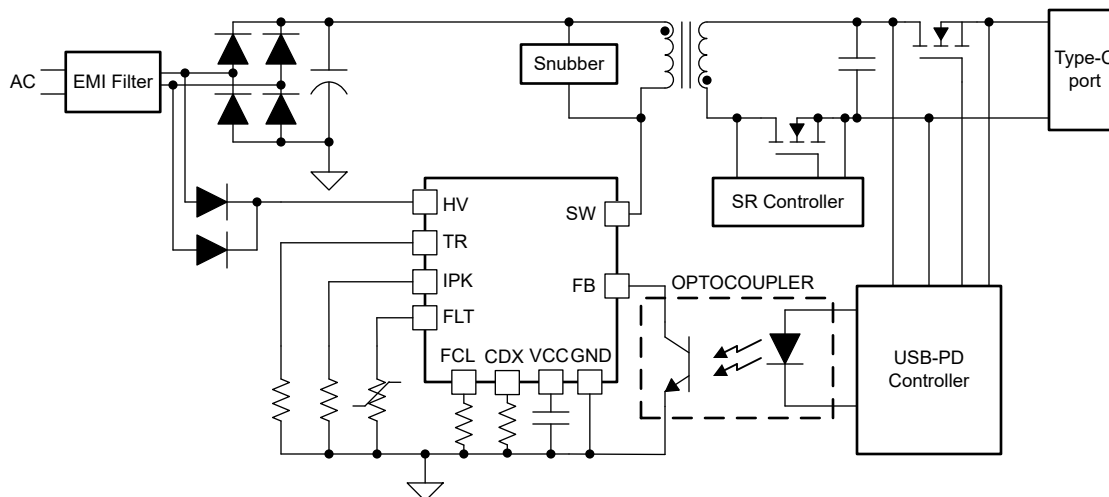 AC
EMI Filter
Snubber
Type-C
port
SR Controller
HV
TR
IPK
FLT
SW
FB
FCL
CDX
VCC
GND
OPTOCOUPLER
USB-PD
Controller